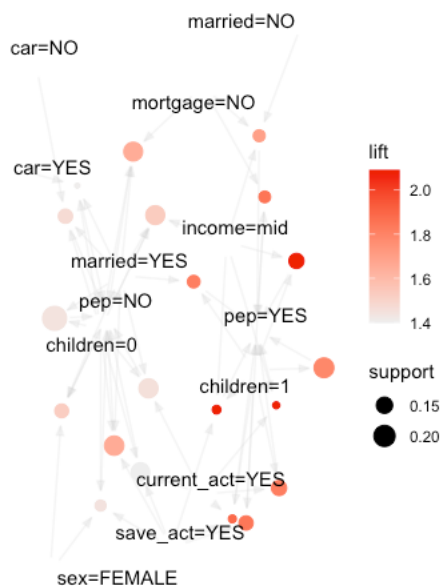 married=NO
car=NO
mortgage=NO
lift
car=YES
2.0
income=mid
1.8
married=YES
1.6
pep=NO
pep=YES
1.4
children=0
support
children=1
0.15
0.20
current_act=YES
save_act=YES
sex=FEMALE